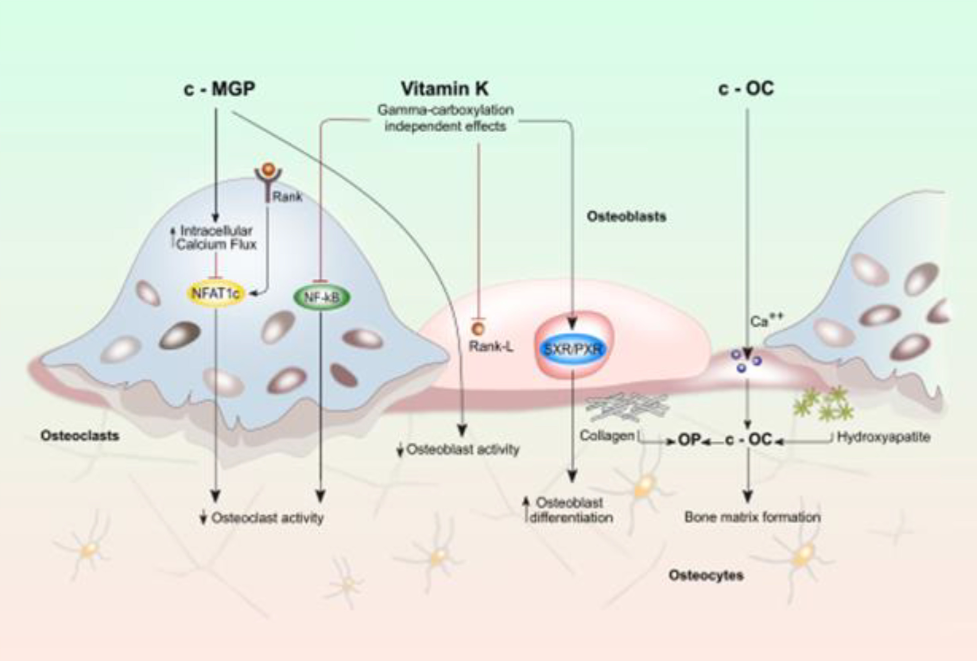 c - MGP
Vitamin K
c - OC
Gamma-carboxylation
independent effects
Rank
Osteoblasts
Intracellular
Calcium Flux
NFAT1c
NF-kB
Ca++
Rank-L
SXR/PXR
Osteoclasts
Osteoblast activity
Collagen
OP
c - OC
Hydroxyapatite
Osteoclast activity
Osteoblast
differentiation
Bone matrix formation
Osteocytes